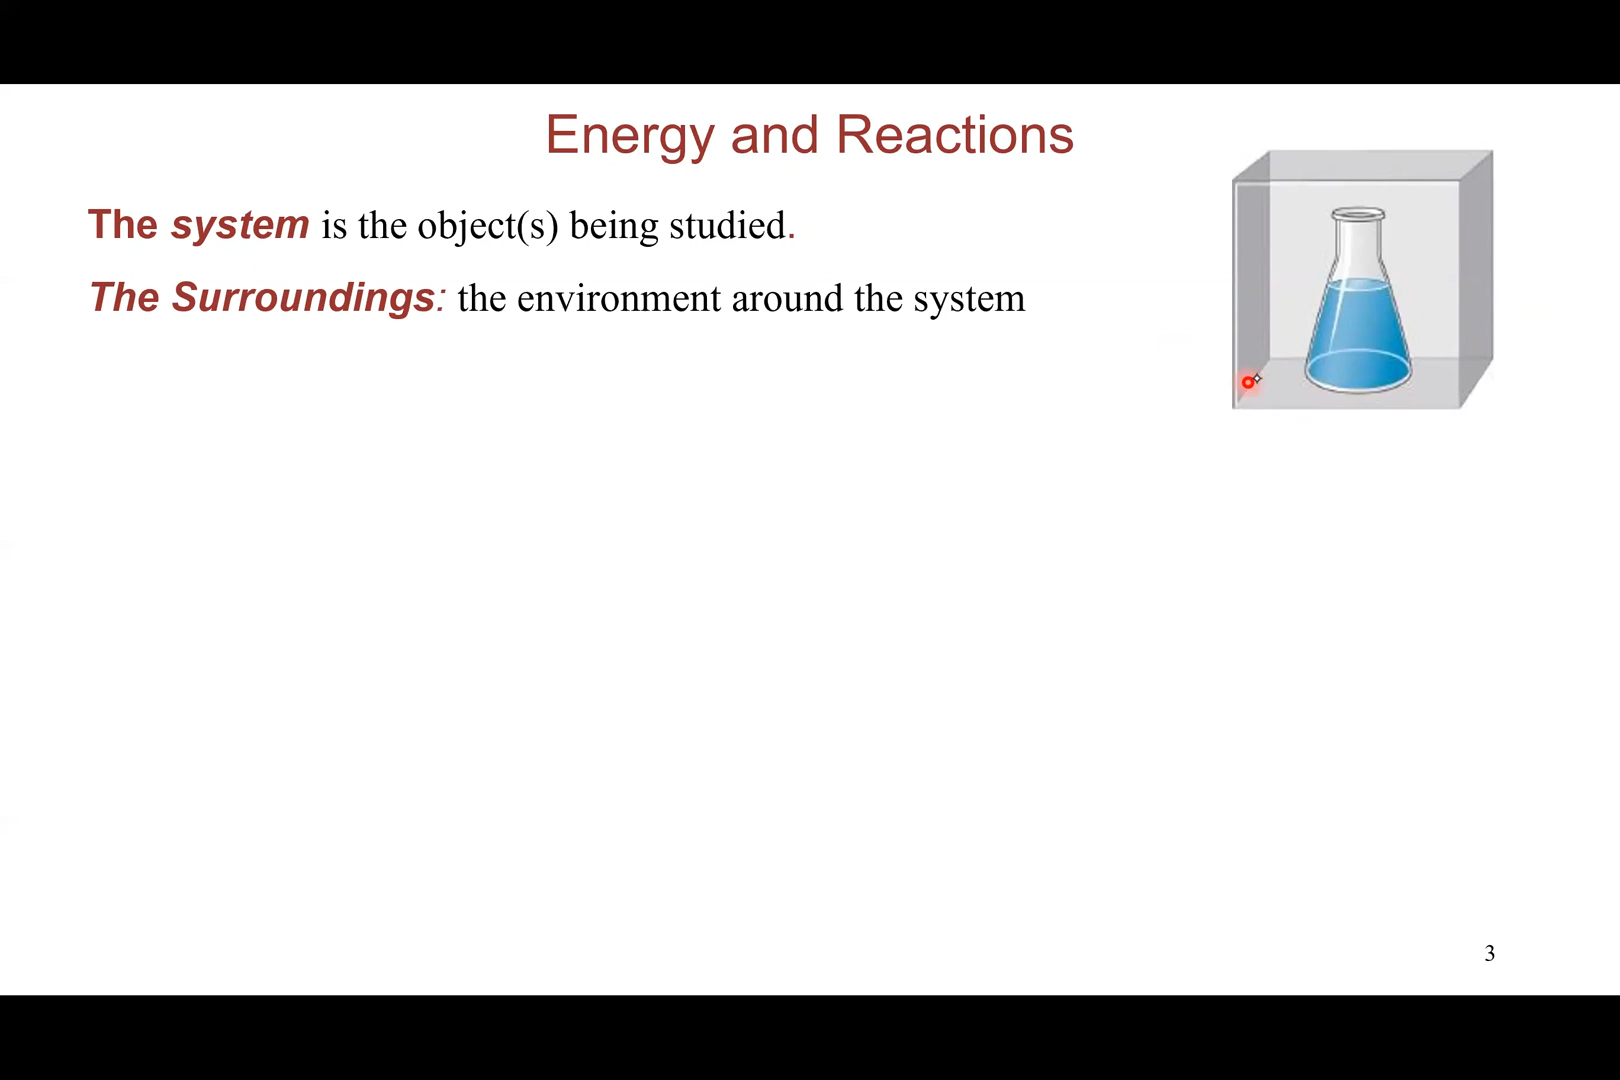 Energy and Reactions
The system is the object(s) being studied.
The Surroundings: the environment around the system
3